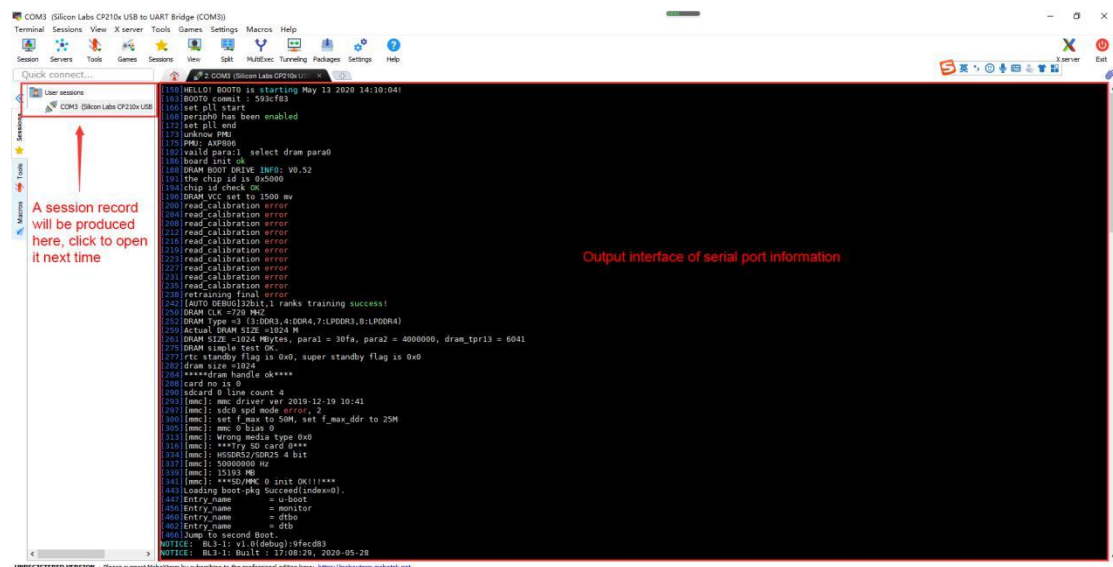 COM3 (Silicon Labs CP210x USB to UART Bridge (COM3))
Terminal Sessions View X server Tools Games Settings Macros Help
Session Servers Tools Games Sessions View Split MultiExec Tunneling Packages Settings Help X server Exit
Quick connect...
2. COM3 (Silicon Labs CP210x US
英
User sessions
COM3 (Silicon Labs CP210x USB
Sessions
Tools
Macros
A session record
will be produced
here, click to open
it next time
Output interface of serial port information
[158]HELLO! BOOT0 is starting May 13 2020 14:10:04!
[163]BOOT0 commit : 593cf83
[166]set pll start
[168]periph0 has been enabled
[172]set pll end
[173]unknow PMU
[175]PMU: AXP806
[182]vaild para:1 select dram para0
[186]board init ok
[188]DRAM BOOT DRIVE INFO: V0.52
[191]the chip id is 0x5000
[194]chip id check OK
[196]DRAM_VCC set to 1500 mv
[200]read_calibration error
[204]read_calibration error
[208]read_calibration error
[212]read_calibration error
[216]read_calibration error
[219]read_calibration error
[223]read_calibration error
[227]read_calibration error
[231]read_calibration error
[235]read_calibration error
[238]retraining final error
[242][AUTO DEBUG]32bit,1 ranks training success!
[250]DRAM CLK =720 MHZ
[252]DRAM Type =3 (3:DDR3,4:DDR4,7:LPDDR3,8:LPDDR4)
[259]Actual DRAM SIZE =1024 M
[261]DRAM SIZE =1024 MBytes, para1 = 30fa, para2 = 4000000, dram_tpr13 = 6041
[275]DRAM simple test OK.
[277]rtc standby flag is 0x0, super standby flag is 0x0
[282]dram size =1024
[284]*****dram handle ok****
[288]card no is 0
[290]sdcard 0 line count 4
[293][mmc]: mmc driver ver 2019-12-19 10:41
[297][mmc]: sdc0 spd mode error, 2
[300][mmc]: set f_max to 50M, set f_max_ddr to 25M
[305][mmc]: mmc 0 bias 0
[313][mmc]: Wrong media type 0x0
[316][mmc]: ***Try SD card 0***
[334][mmc]: HSSDR52/SDR25 4 bit
[337][mmc]: 50000000 Hz
[339][mmc]: 15193 MB
[341][mmc]: ***SD/MMC 0 init OK!!!***
[443]Loading boot-pkg Succeed(index=0).
[447]Entry_name = u-boot
[456]Entry_name = monitor
[460]Entry_name = dtbo
[462]Entry_name = dtb
[466]Jump to second Boot.
NOTICE: BL3-1: v1.0(debug):9fecd83
NOTICE: BL3-1: Built : 17:08:29, 2020-05-28